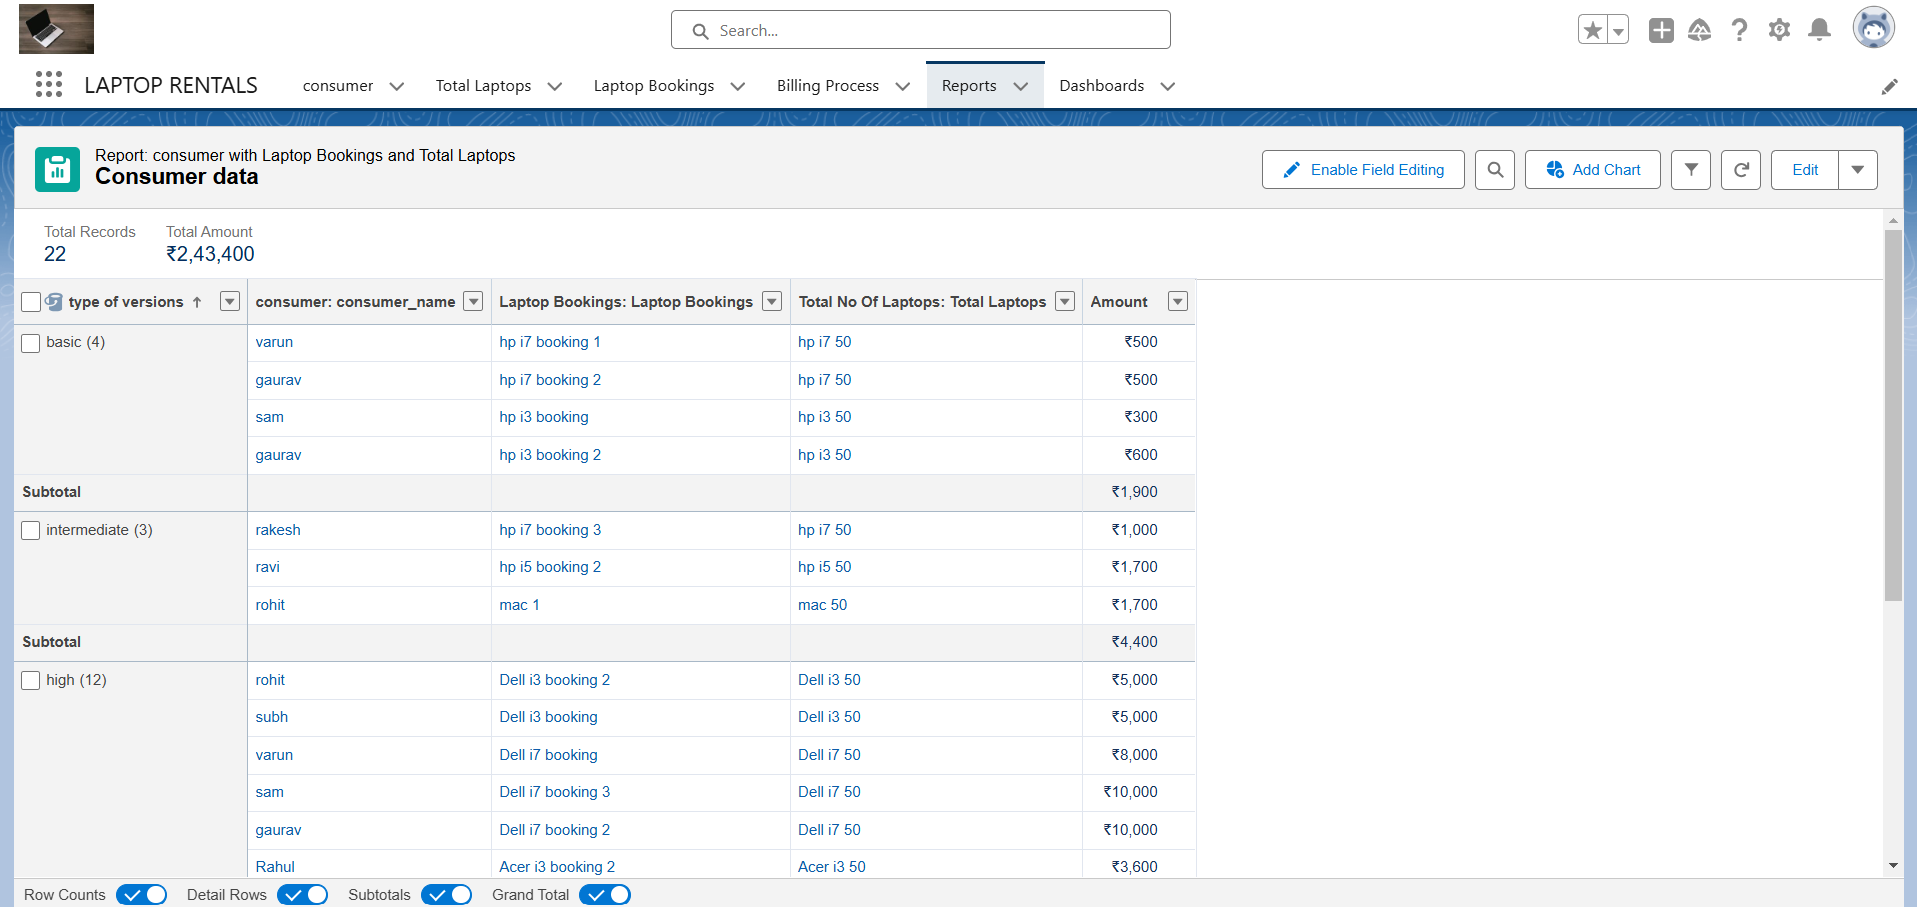 Search...
LAPTOP RENTALS consumer Total Laptops Laptop Bookings Billing Process Reports Dashboards
Report: consumer with Laptop Bookings and Total Laptops
Consumer data
Enable Field Editing Add Chart Edit
Total Records Total Amount
22 ₹2,43,400
type of versions ↑ consumer: consumer_name Laptop Bookings: Laptop Bookings Total No Of Laptops: Total Laptops Amount
basic (4) varun hp i7 booking 1 hp i7 50 ₹500
gaurav hp i7 booking 2 hp i7 50 ₹500
sam hp i3 booking hp i3 50 ₹300
gaurav hp i3 booking 2 hp i3 50 ₹600
Subtotal ₹1,900
intermediate (3) rakesh hp i7 booking 3 hp i7 50 ₹1,000
ravi hp i5 booking 2 hp i5 50 ₹1,700
rohit mac 1 mac 50 ₹1,700
Subtotal ₹4,400
high (12) rohit Dell i3 booking 2 Dell i3 50 ₹5,000
subh Dell i3 booking Dell i3 50 ₹5,000
varun Dell i7 booking Dell i7 50 ₹8,000
sam Dell i7 booking 3 Dell i7 50 ₹10,000
gaurav Dell i7 booking 2 Dell i7 50 ₹10,000
Rahul Acer i3 booking 2 Acer i3 50 ₹3,600
Row Counts Detail Rows Subtotals Grand Total